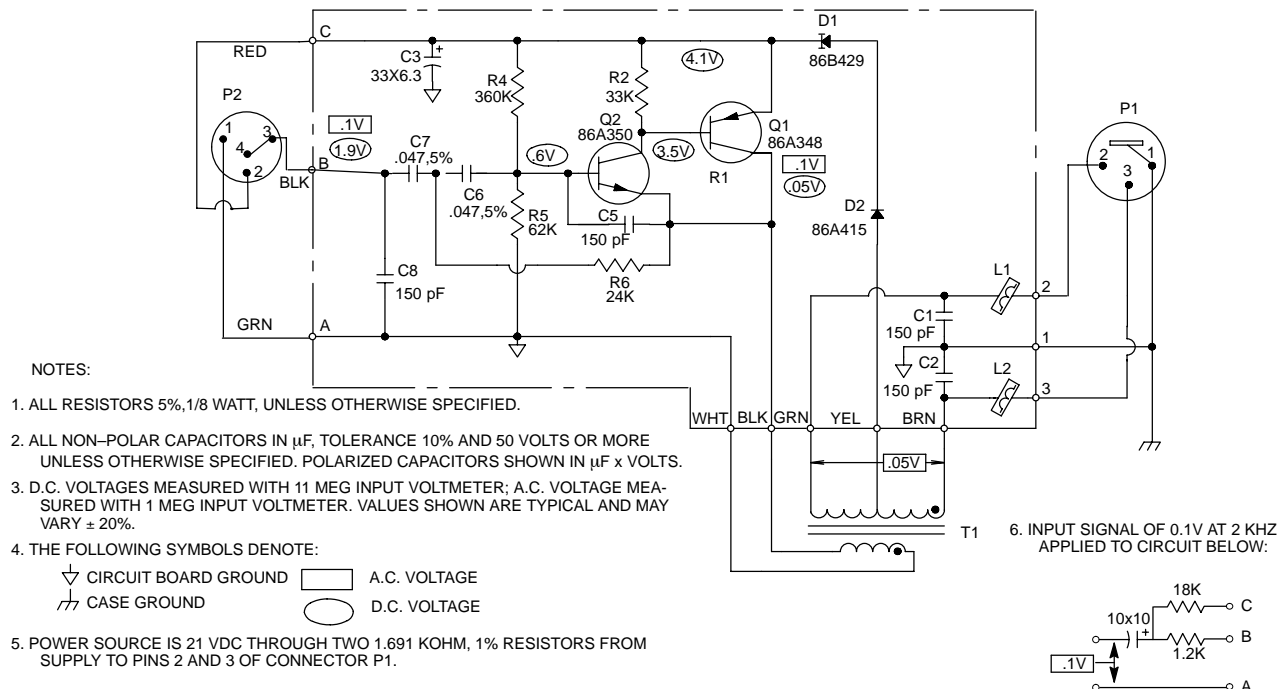 C
RED
C3
33X6.3
+
R4
360K
R2
33K
4.1V
D1
86B429
P2
1
3
4
2
.1V
1.9V
B
BLK
C7
.047,5%
C6
.047,5%
.6V
Q2
86A350
3.5V
Q1
86A348
R1
.1V
.05V
P1
2
1
3
R5
62K
C5
150 pF
D2
86A415
C8
150 pF
R6
24K
L1
2
C1
150 pF
GRN
A
1
C2
150 pF
L2
3
WHT
BLK
GRN
YEL
BRN
.05V
T1
NOTES:
1. ALL RESISTORS 5%,1/8 WATT, UNLESS OTHERWISE SPECIFIED.
2. ALL NON–POLAR CAPACITORS IN µF, TOLERANCE 10% AND 50 VOLTS OR MORE
UNLESS OTHERWISE SPECIFIED. POLARIZED CAPACITORS SHOWN IN µF x VOLTS.
3. D.C. VOLTAGES MEASURED WITH 11 MEG INPUT VOLTMETER; A.C. VOLTAGE MEA-
SURED WITH 1 MEG INPUT VOLTMETER. VALUES SHOWN ARE TYPICAL AND MAY
VARY ± 20%.
4. THE FOLLOWING SYMBOLS DENOTE:
CIRCUIT BOARD GROUND
A.C. VOLTAGE
CASE GROUND
D.C. VOLTAGE
5. POWER SOURCE IS 21 VDC THROUGH TWO 1.691 KOHM, 1% RESISTORS FROM
SUPPLY TO PINS 2 AND 3 OF CONNECTOR P1.
6. INPUT SIGNAL OF 0.1V AT 2 KHZ
APPLIED TO CIRCUIT BELOW:
18K
C
10x10
+
B
1.2K
.1V
A